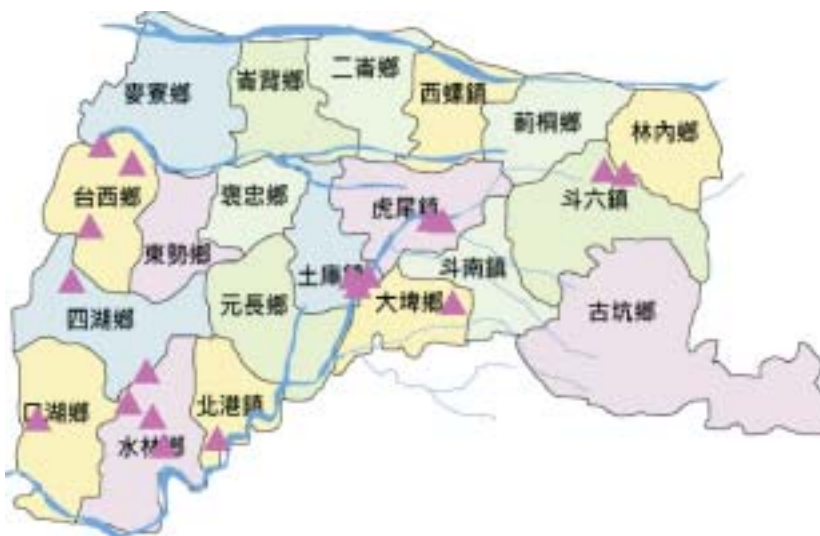 二崙鄉
崙背鄉
西螺鎮
麥寮鄉
莿桐鄉
林內鄉
台西鄉
褒忠鄉
虎尾鎮
斗六鎮
東勢鄉
土庫鎮
斗南鎮
元長鄉
大埤鄉
古坑鄉
四湖鄉
北港鎮
口湖鄉
水林鄉